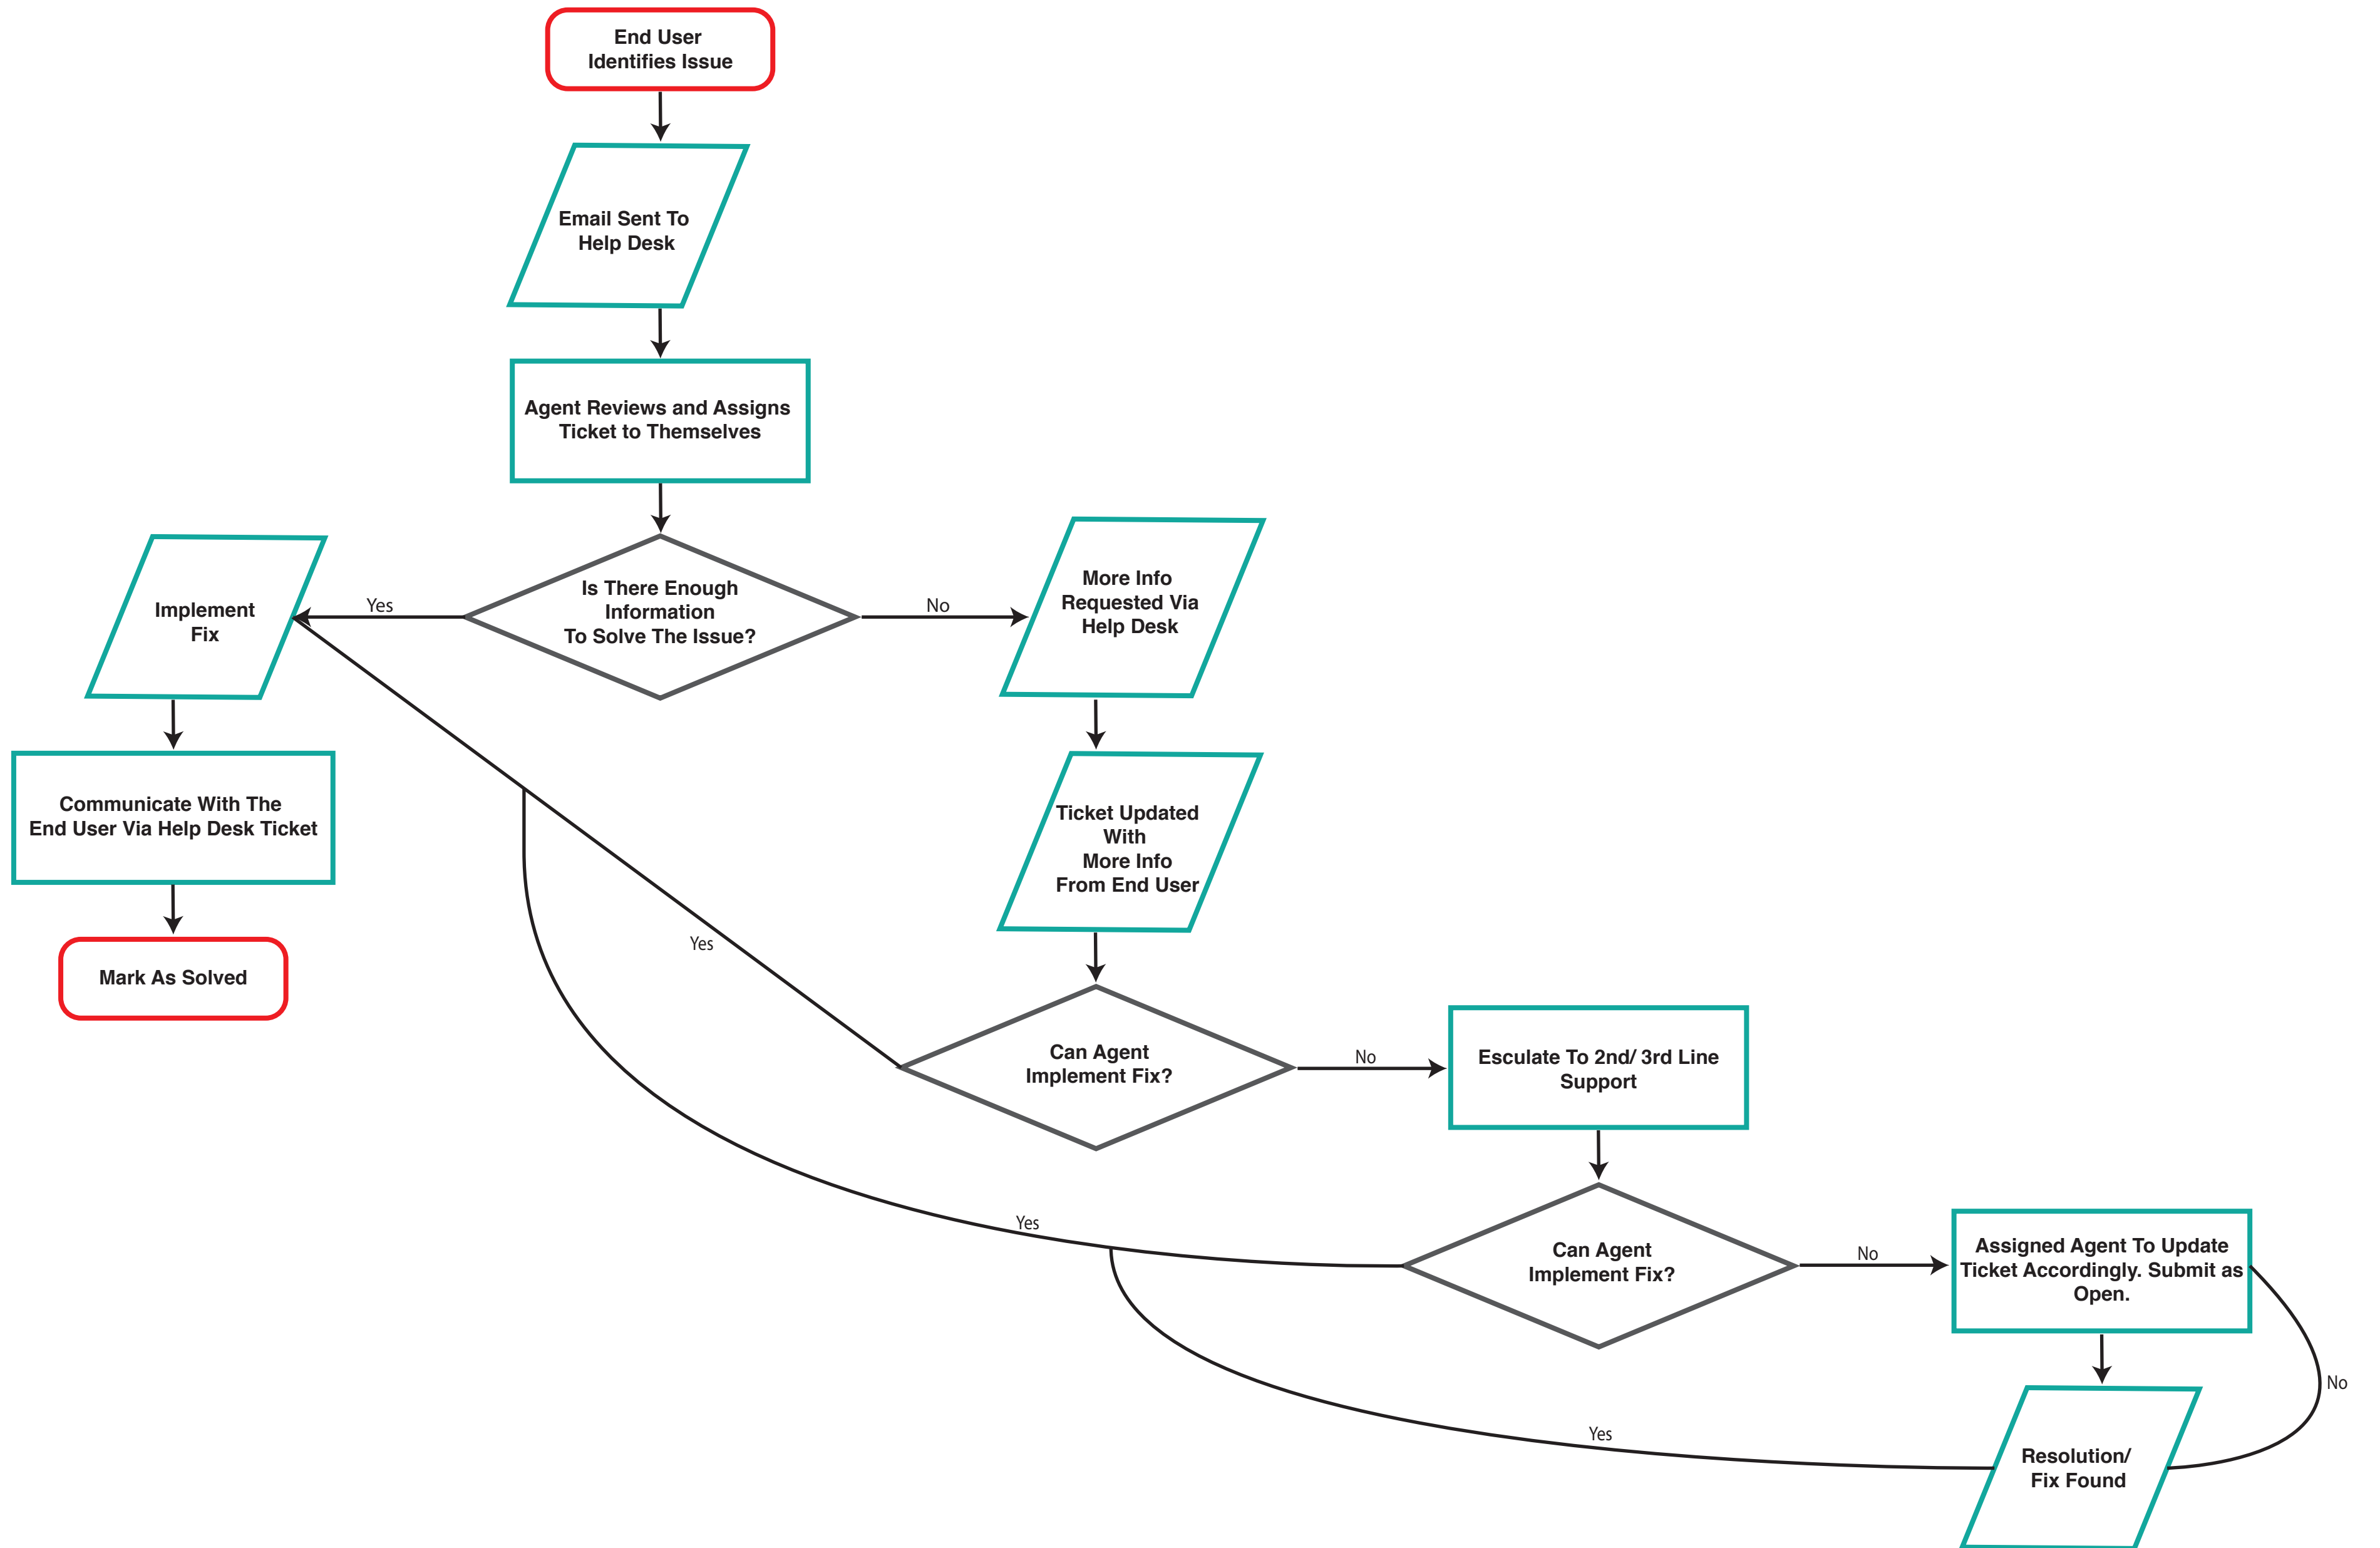 End User
Identifies Issue
Email Sent To
Help Desk
Agent Reviews and Assigns
Ticket to Themselves
Is There Enough
Information
To Solve The Issue?
Yes
No
Implement
Fix
More Info
Requested Via
Help Desk
Communicate With The
End User Via Help Desk Ticket
Mark As Solved
Ticket Updated
With
More Info
From End User
Yes
Can Agent
Implement Fix?
No
Esculate To 2nd/ 3rd Line
Support
Yes
Can Agent
Implement Fix?
No
Assigned Agent To Update
Ticket Accordingly. Submit as
Open.
No
Yes
Resolution/
Fix Found